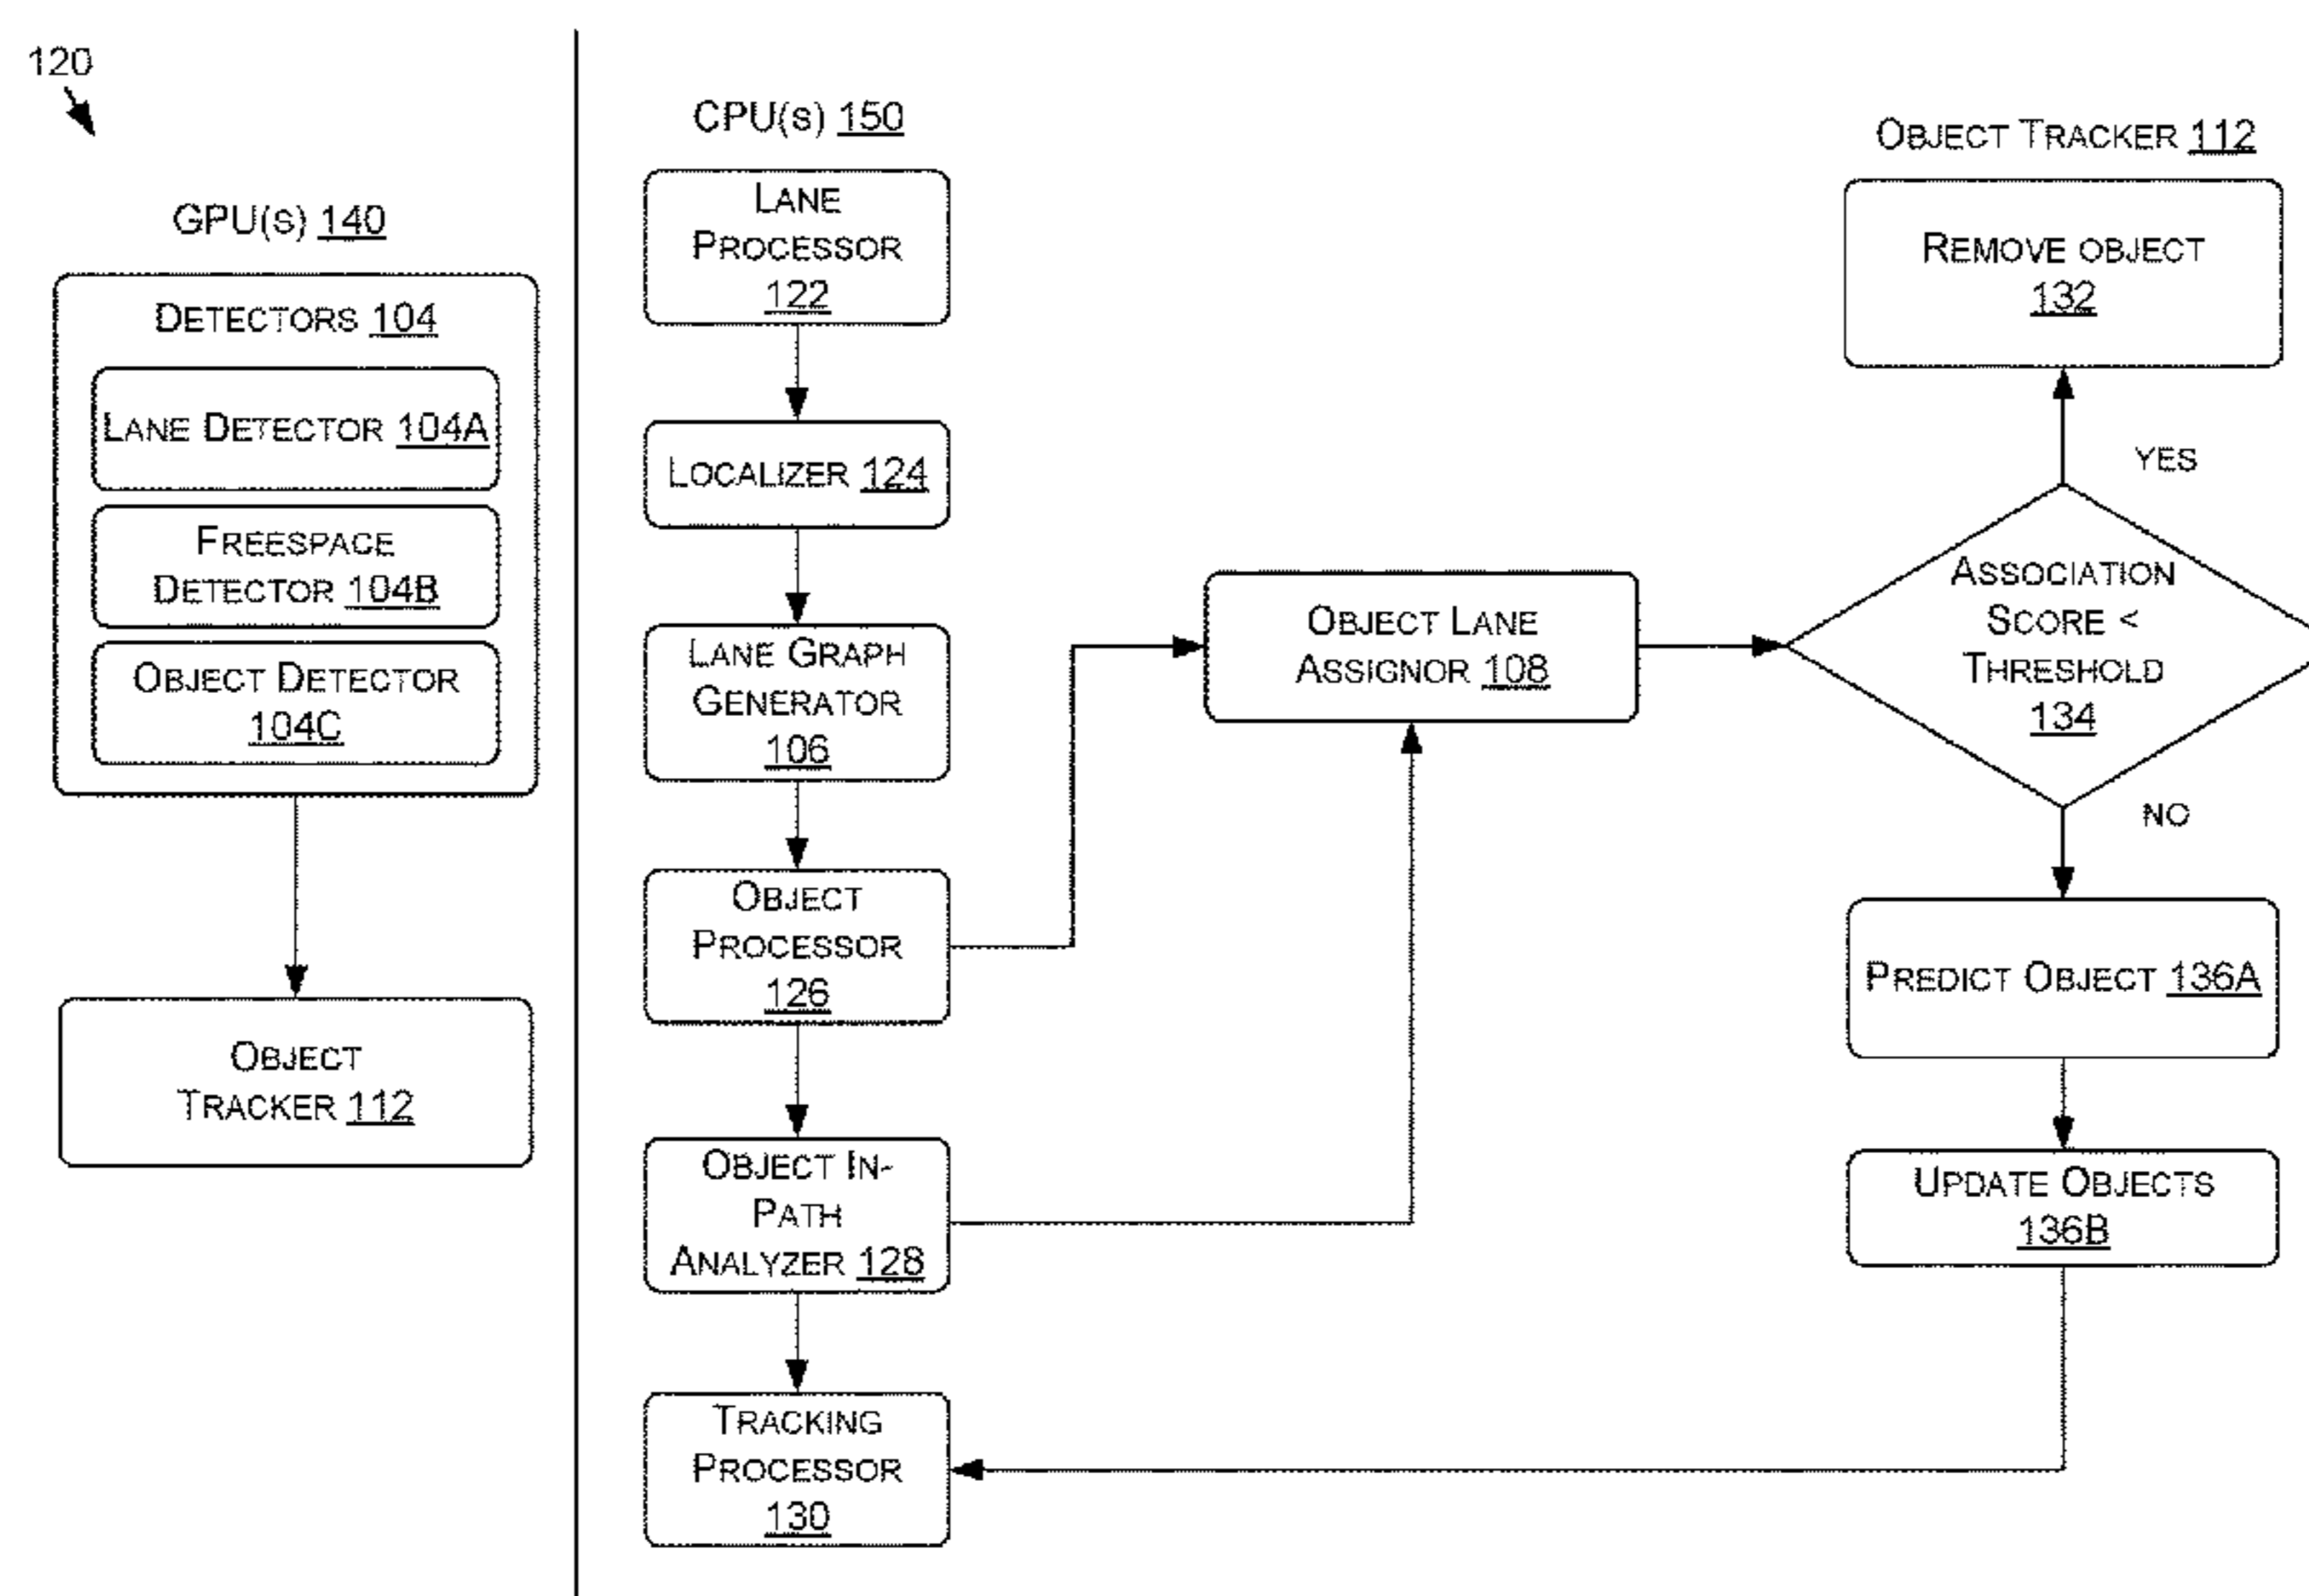 120
GPU(s) 140
DETECTORS 104
LANE DETECTOR 104A
FREESPACE
DETECTOR 104B
OBJECT DETECTOR
104C
OBJECT
TRACKER 112
CPU(s) 150
LANE
PROCESSOR
122
LOCALIZER 124
LANE GRAPH
GENERATOR
106
OBJECT
PROCESSOR
126
OBJECT IN-
PATH
ANALYZER 128
TRACKING
PROCESSOR
130
OBJECT LANE
ASSIGNOR 108
OBJECT TRACKER 112
REMOVE OBJECT
132
YES
ASSOCIATION
SCORE <
THRESHOLD
134
NO
PREDICT OBJECT 136A
UPDATE OBJECTS
136B